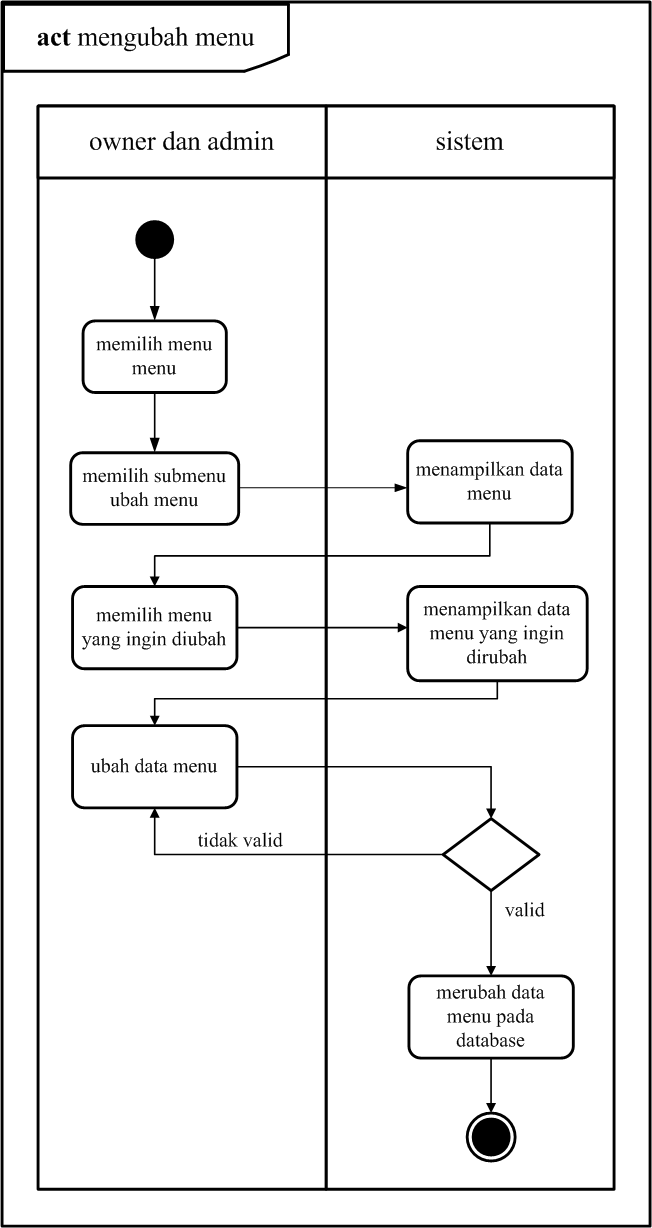 act mengubah menu
owner dan admin
sistem
memilih menu
menu
memilih submenu
ubah menu
menampilkan data
menu
memilih menu
yang ingin diubah
menampilkan data
menu yang ingin
dirubah
ubah data menu
tidak valid
valid
merubah data
menu pada
database